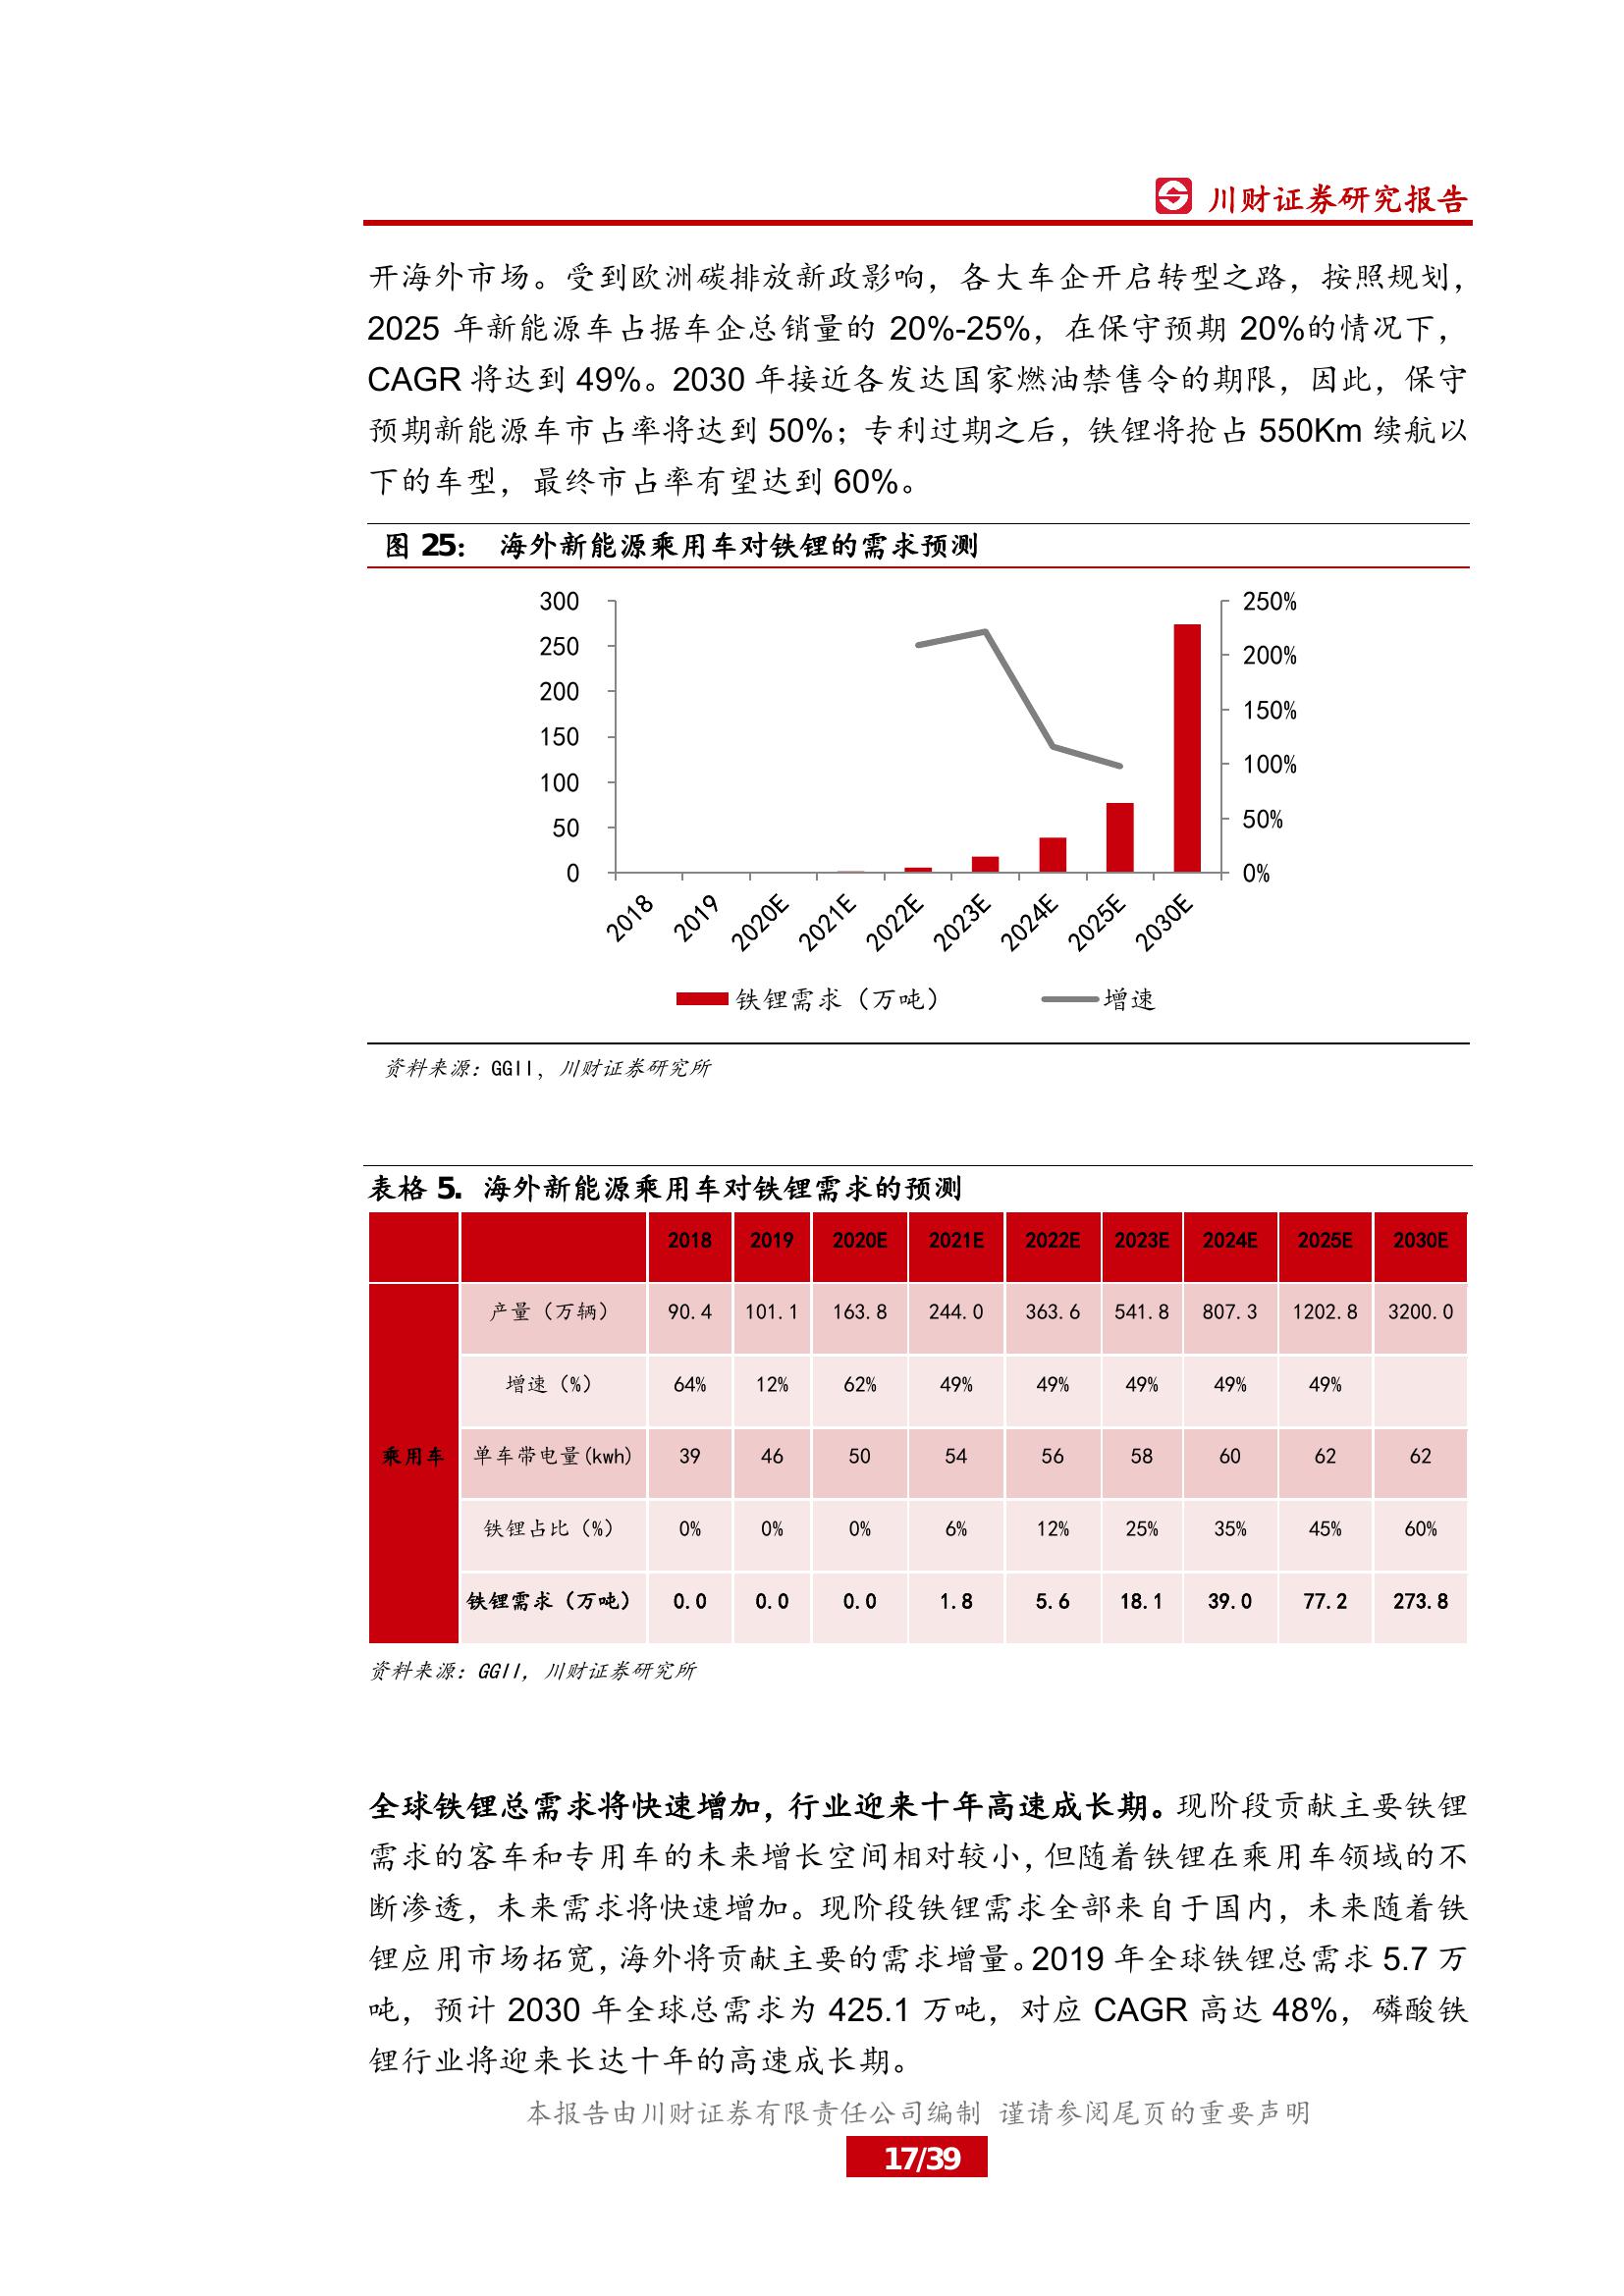 川财证券研究报告
开海外市场。受到欧洲碳排放新政影响，各大车企开启转型之路，按照规划，
2025 年新能源车占据车企总销量的 20%-25%，在保守预期 20%的情况下，
CAGR 将达到 49%。2030 年接近各发达国家燃油禁售令的期限，因此，保守
预期新能源车市占率将达到 50%；专利过期之后，铁锂将抢占 550Km 续航以
下的车型，最终市占率有望达到 60%。
图 25： 海外新能源乘用车对铁锂的需求预测
300 250%
250 200%
200 150%
150 100%
100 50%
50 0%
0
2018 2019 2020E 2021E 2022E 2023E 2024E 2025E 2030E
铁锂需求（万吨） 增速
资料来源：GGII，川财证券研究所
表格 5. 海外新能源乘用车对铁锂需求的预测
2018 2019 2020E 2021E 2022E 2023E 2024E 2025E 2030E
产量（万辆） 90.4 101.1 163.8 244.0 363.6 541.8 807.3 1202.8 3200.0
增速（%） 64% 12% 62% 49% 49% 49% 49% 49%
乘用车 单车带电量(kwh) 39 46 50 54 56 58 60 62 62
铁锂占比（%） 0% 0% 0% 6% 12% 25% 35% 45% 60%
铁锂需求（万吨） 0.0 0.0 0.0 1.8 5.6 18.1 39.0 77.2 273.8
资料来源：GGII，川财证券研究所
全球铁锂总需求将快速增加，行业迎来十年高速成长期。现阶段贡献主要铁锂
需求的客车和专用车的未来增长空间相对较小，但随着铁锂在乘用车领域的不
断渗透，未来需求将快速增加。现阶段铁锂需求全部来自于国内，未来随着铁
锂应用市场拓宽，海外将贡献主要的需求增量。2019 年全球铁锂总需求 5.7 万
吨，预计 2030 年全球总需求为 425.1 万吨，对应 CAGR 高达 48%，磷酸铁
锂行业将迎来长达十年的高速成长期。
本报告由川财证券有限责任公司编制 谨请参阅尾页的重要声明
17/39